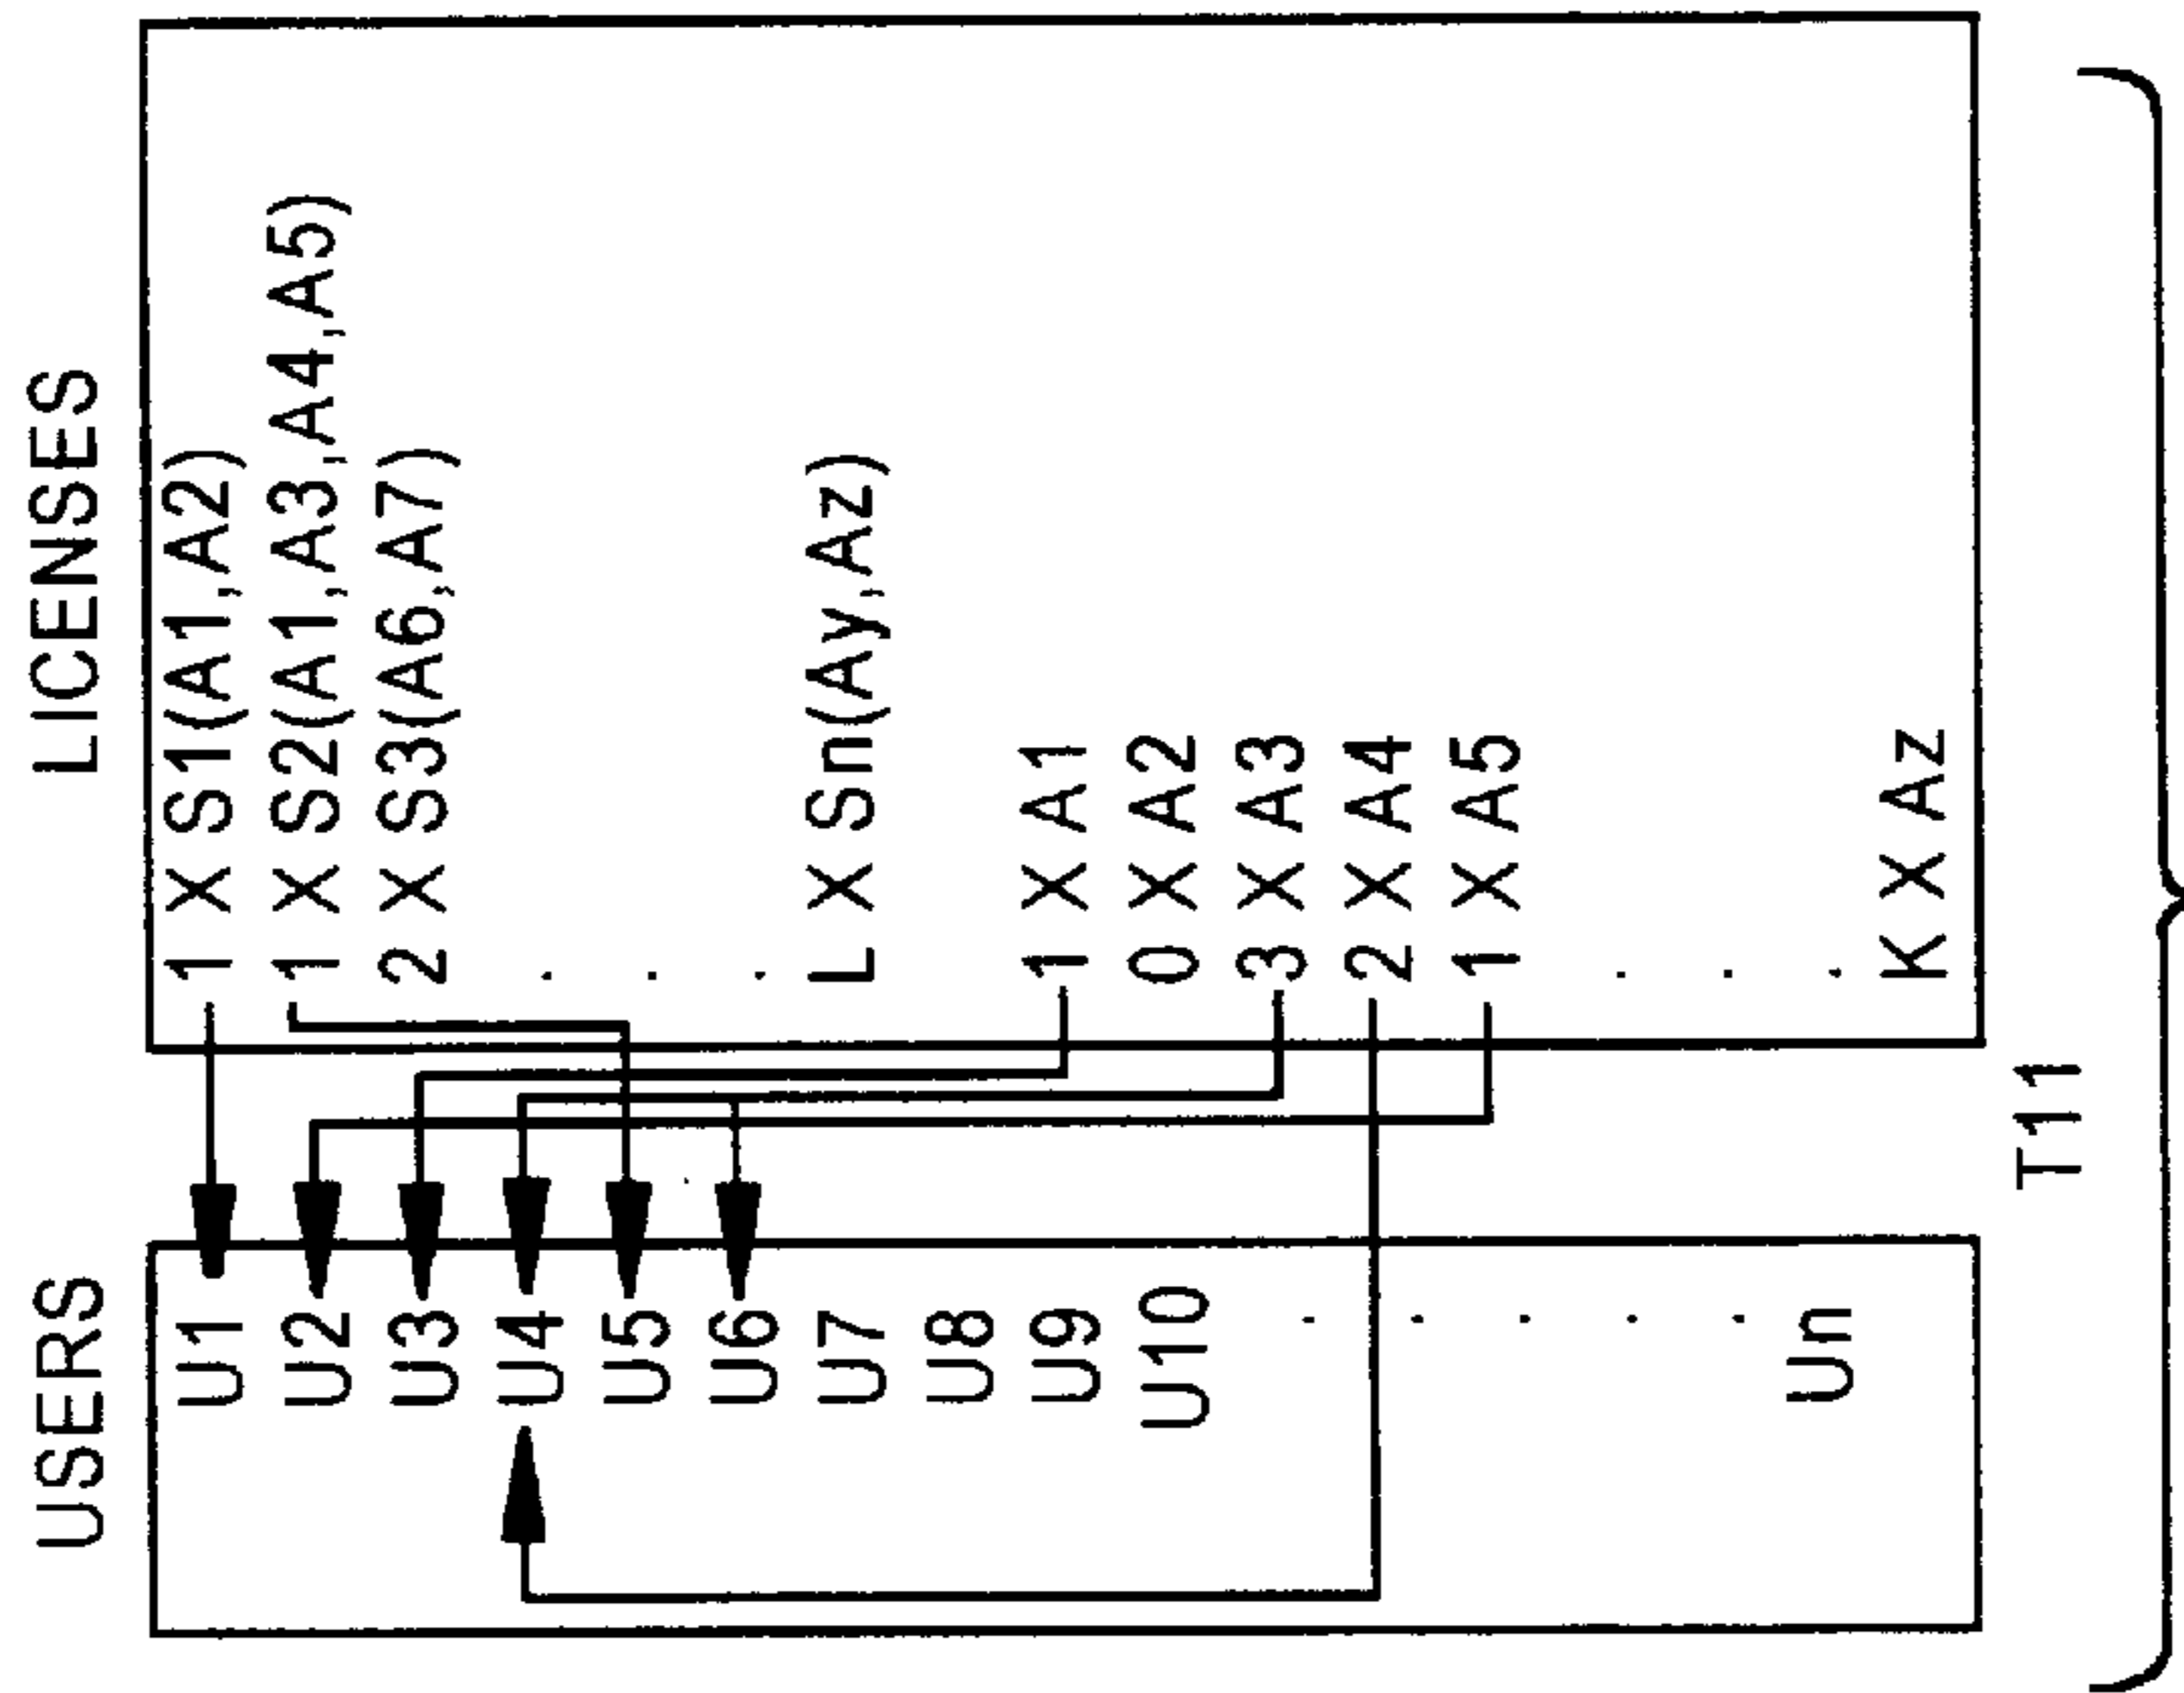 USERS
U1
U2
U3
U4
U5
U6
U7
U8
U9
U10
. . . . .
Un
LICENSES
1 X S1(A1,A2)
1 X S2(A1,A3,A4,A5)
2 X S3(A6,A7)
. . .
L X Sn(Ay,Az)
1 X A1
0 X A2
3 X A3
2 X A4
1 X A5
. . .
K X Az
T11